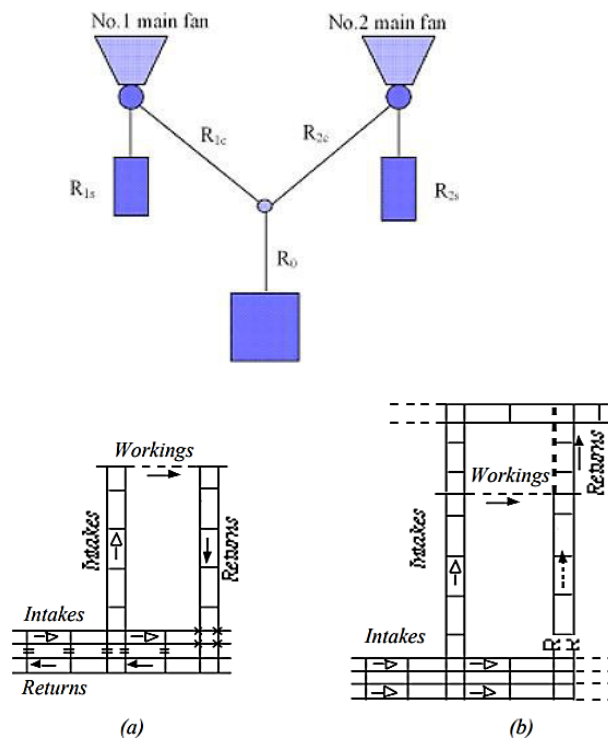 No.1 main fan
No.2 main fan
R1c
R2c
R1s
R2s
R0
Workings
Intakes
Returns
Intakes
Returns
(a)
Workings
Intakes
Returns
Intakes
R R
(b)